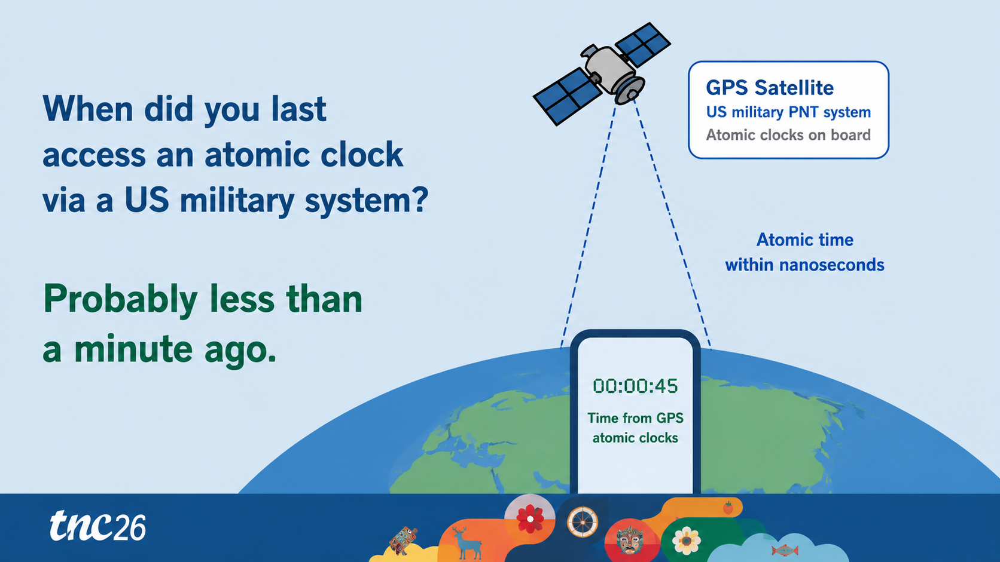 When did you last
access an atomic clock
via a US military system?
Probably less than
a minute ago.
GPS Satellite
US military PNT system
Atomic clocks on board
Atomic time
within nanoseconds
00:00:45
Time from GPS
atomic clocks
tnc26